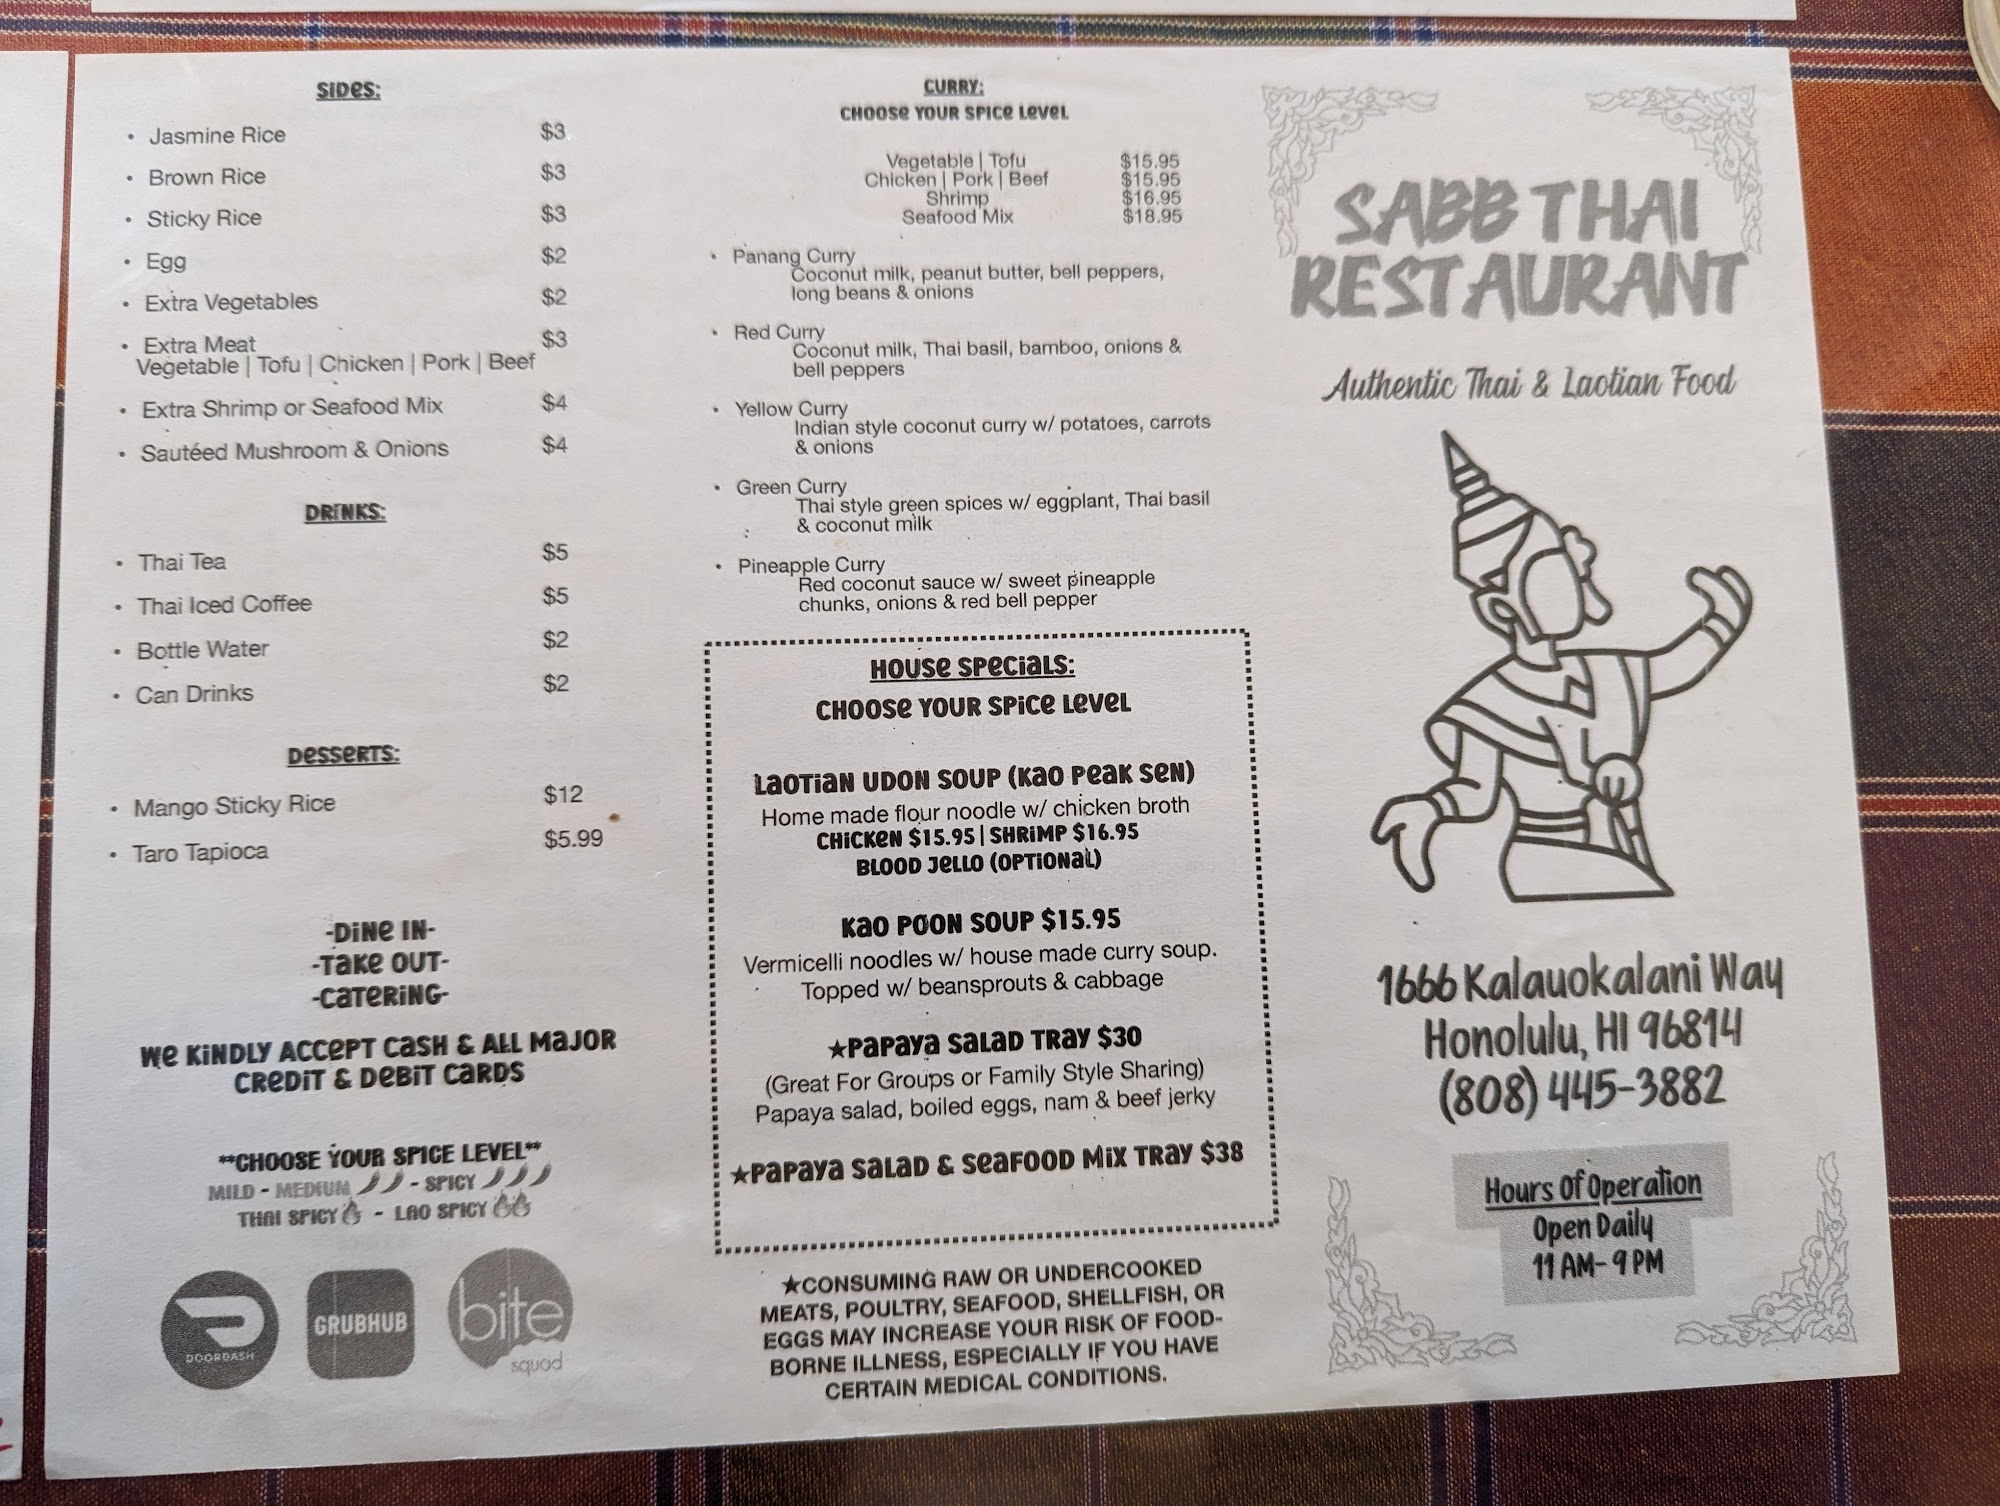 SIDES:
• Jasmine Rice $3
• Brown Rice $3
• Sticky Rice $3
• Egg $2
• Extra Vegetables $2
• Extra Meat $3
Vegetable | Tofu | Chicken | Pork | Beef
• Extra Shrimp or Seafood Mix $4
• Sautéed Mushroom & Onions $4
DRINKS:
• Thai Tea $5
• Thai Iced Coffee $5
• Bottle Water $2
• Can Drinks $2
DESSERTS:
• Mango Sticky Rice $12
• Taro Tapioca $5.99
-DINE IN-
-TAKE OUT-
-CATERING-
WE KINDLY ACCEPT CASH & ALL MAJOR
CREDIT & DEBIT CARDS
**CHOOSE YOUR SPICE LEVEL**
MILD - MEDIUM - SPICY
THAI SPICY - LAO SPICY
DOORDASH
GRUBHUB
bite
squad
CURRY:
CHOOSE YOUR SPICE LEVEL
Vegetable | Tofu $15.95
Chicken | Pork | Beef $15.95
Shrimp $16.95
Seafood Mix $18.95
• Panang Curry
Coconut milk, peanut butter, bell peppers,
long beans & onions
• Red Curry
Coconut milk, Thai basil, bamboo, onions &
bell peppers
• Yellow Curry
Indian style coconut curry w/ potatoes, carrots
& onions
• Green Curry
Thai style green spices w/ eggplant, Thai basil
& coconut milk
• Pineapple Curry
Red coconut sauce w/ sweet pineapple
chunks, onions & red bell pepper
HOUSE SPECIALS:
CHOOSE YOUR SPICE LEVEL
LAOTIAN UDON SOUP (KAO PEAK SEN)
Home made flour noodle w/ chicken broth
CHICKEN $15.95 | SHRIMP $16.95
BLOOD JELLO (OPTIONAL)
KAO POON SOUP $15.95
Vermicelli noodles w/ house made curry soup.
Topped w/ beansprouts & cabbage
★PAPAYA SALAD TRAY $30
(Great For Groups or Family Style Sharing)
Papaya salad, boiled eggs, nam & beef jerky
★PAPAYA SALAD & SEAFOOD MIX TRAY $38
★CONSUMING RAW OR UNDERCOOKED
MEATS, POULTRY, SEAFOOD, SHELLFISH, OR
EGGS MAY INCREASE YOUR RISK OF FOOD-
BORNE ILLNESS, ESPECIALLY IF YOU HAVE
CERTAIN MEDICAL CONDITIONS.
SABB THAI
RESTAURANT
Authentic Thai & Laotian Food
1666 Kalauokalani Way
Honolulu, HI 96814
(808) 445-3882
Hours Of Operation
Open Daily
11 AM- 9 PM